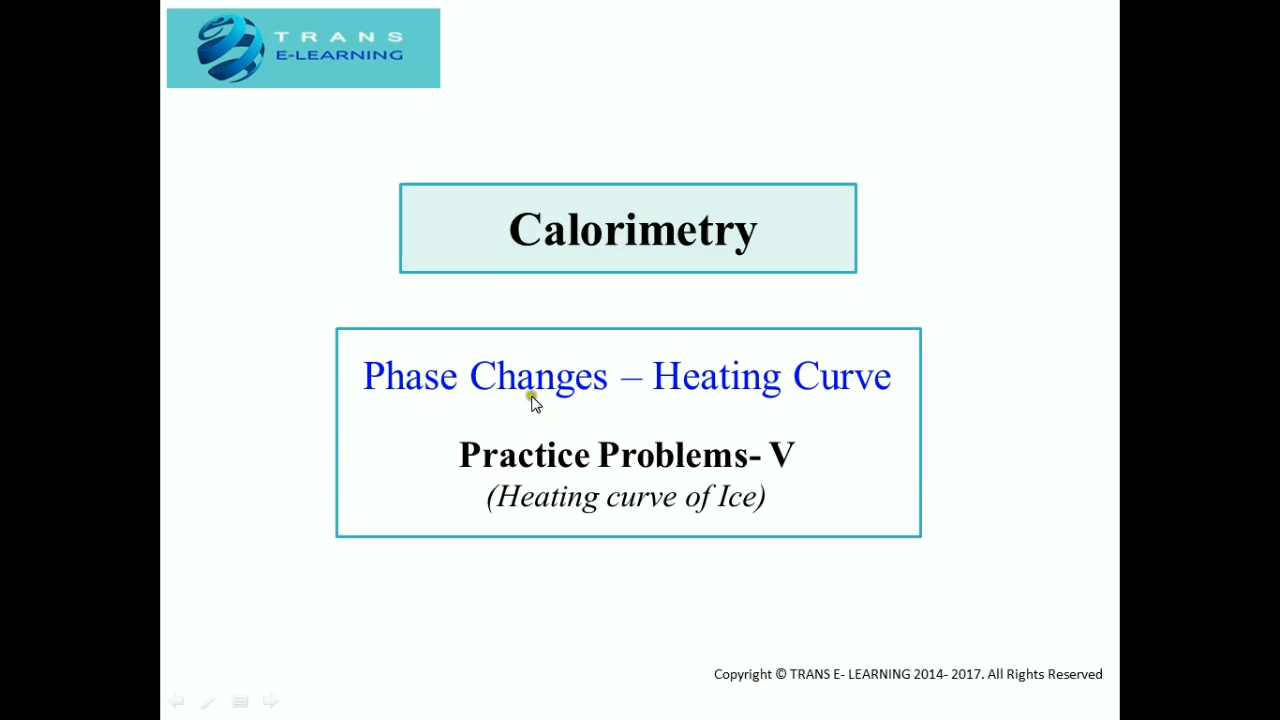 TRANS
E-LEARNING
Calorimetry
Phase Changes – Heating Curve
Practice Problems- V
(Heating curve of Ice)
Copyright © TRANS E- LEARNING 2014- 2017. All Rights Reserved